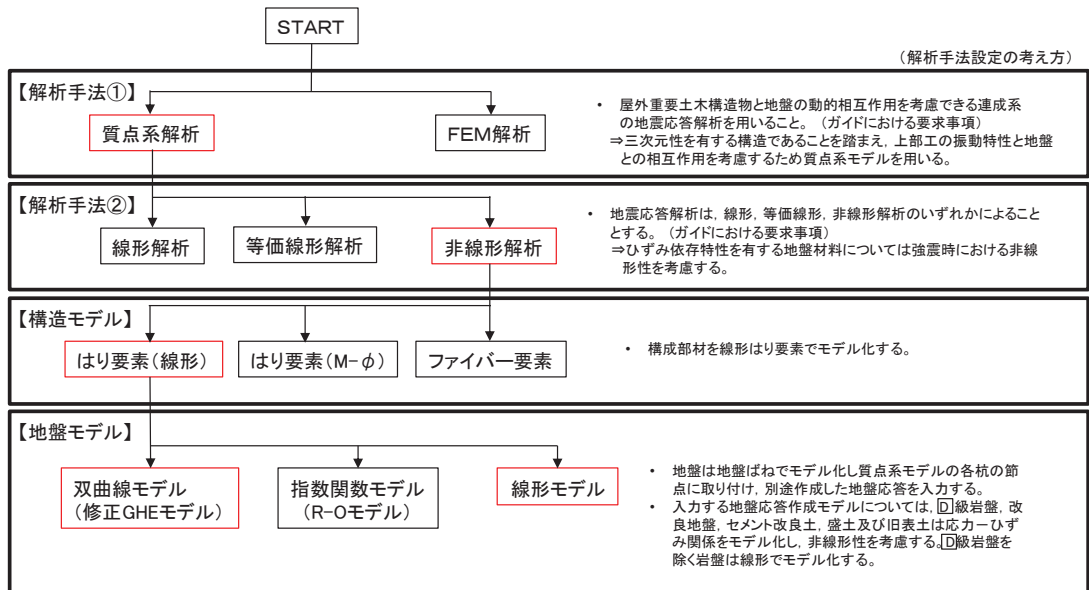 START
(解析手法設定の考え方)
【解析手法①】
質点系解析
FEM解析
・ 屋外重要土木構造物と地盤の動的相互作用を考慮できる連成系
の地震応答解析を用いること。 (ガイドにおける要求事項)
⇒三次元性を有する構造であることを踏まえ, 上部工の振動特性と地盤
との相互作用を考慮するため質点系モデルを用いる。
【解析手法②】
線形解析
等価線形解析
非線形解析
・ 地震応答解析は, 線形, 等価線形, 非線形解析のいずれかによること
とする。 (ガイドにおける要求事項)
⇒ひずみ依存特性を有する地盤材料については強震時における非線
形性を考慮する。
【構造モデル】
はり要素(線形)
はり要素(M-φ)
ファイバー要素
・ 構成部材を線形はり要素でモデル化する。
【地盤モデル】
双曲線モデル
(修正GHEモデル)
指数関数モデル
(R-Oモデル)
線形モデル
・ 地盤は地盤ばねでモデル化し質点系モデルの各杭の節
点に取り付け, 別途作成した地盤応答を入力する。
・ 入力する地盤応答作成モデルについては, D級岩盤, 改
良地盤, セメント改良土, 盛土及び旧表土は応力-ひず
み関係をモデル化し, 非線形性を考慮する。D級岩盤を
除く岩盤は線形でモデル化する。